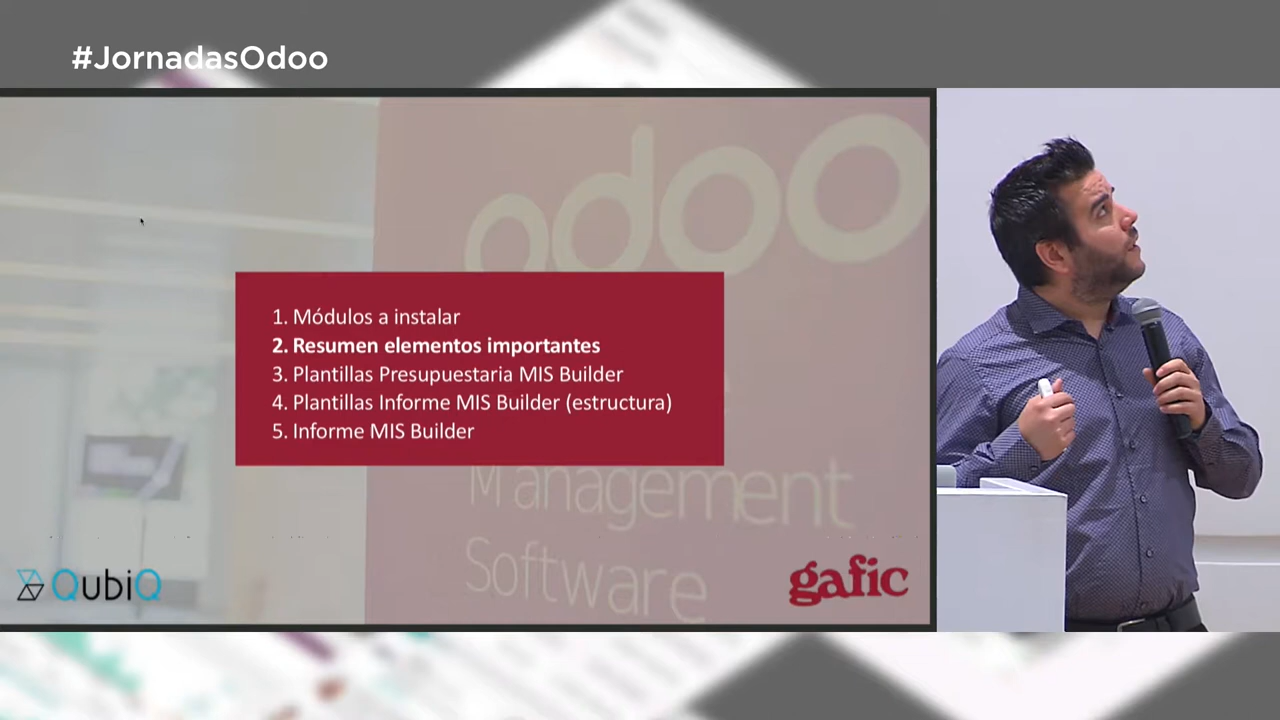 #JornadasOdoo
odoo
1. Módulos a instalar
2. Resumen elementos importantes
3. Plantillas Presupuestaria MIS Builder
4. Plantillas Informe MIS Builder (estructura)
5. Informe MIS Builder
Management
Software
QubiQ
gafic